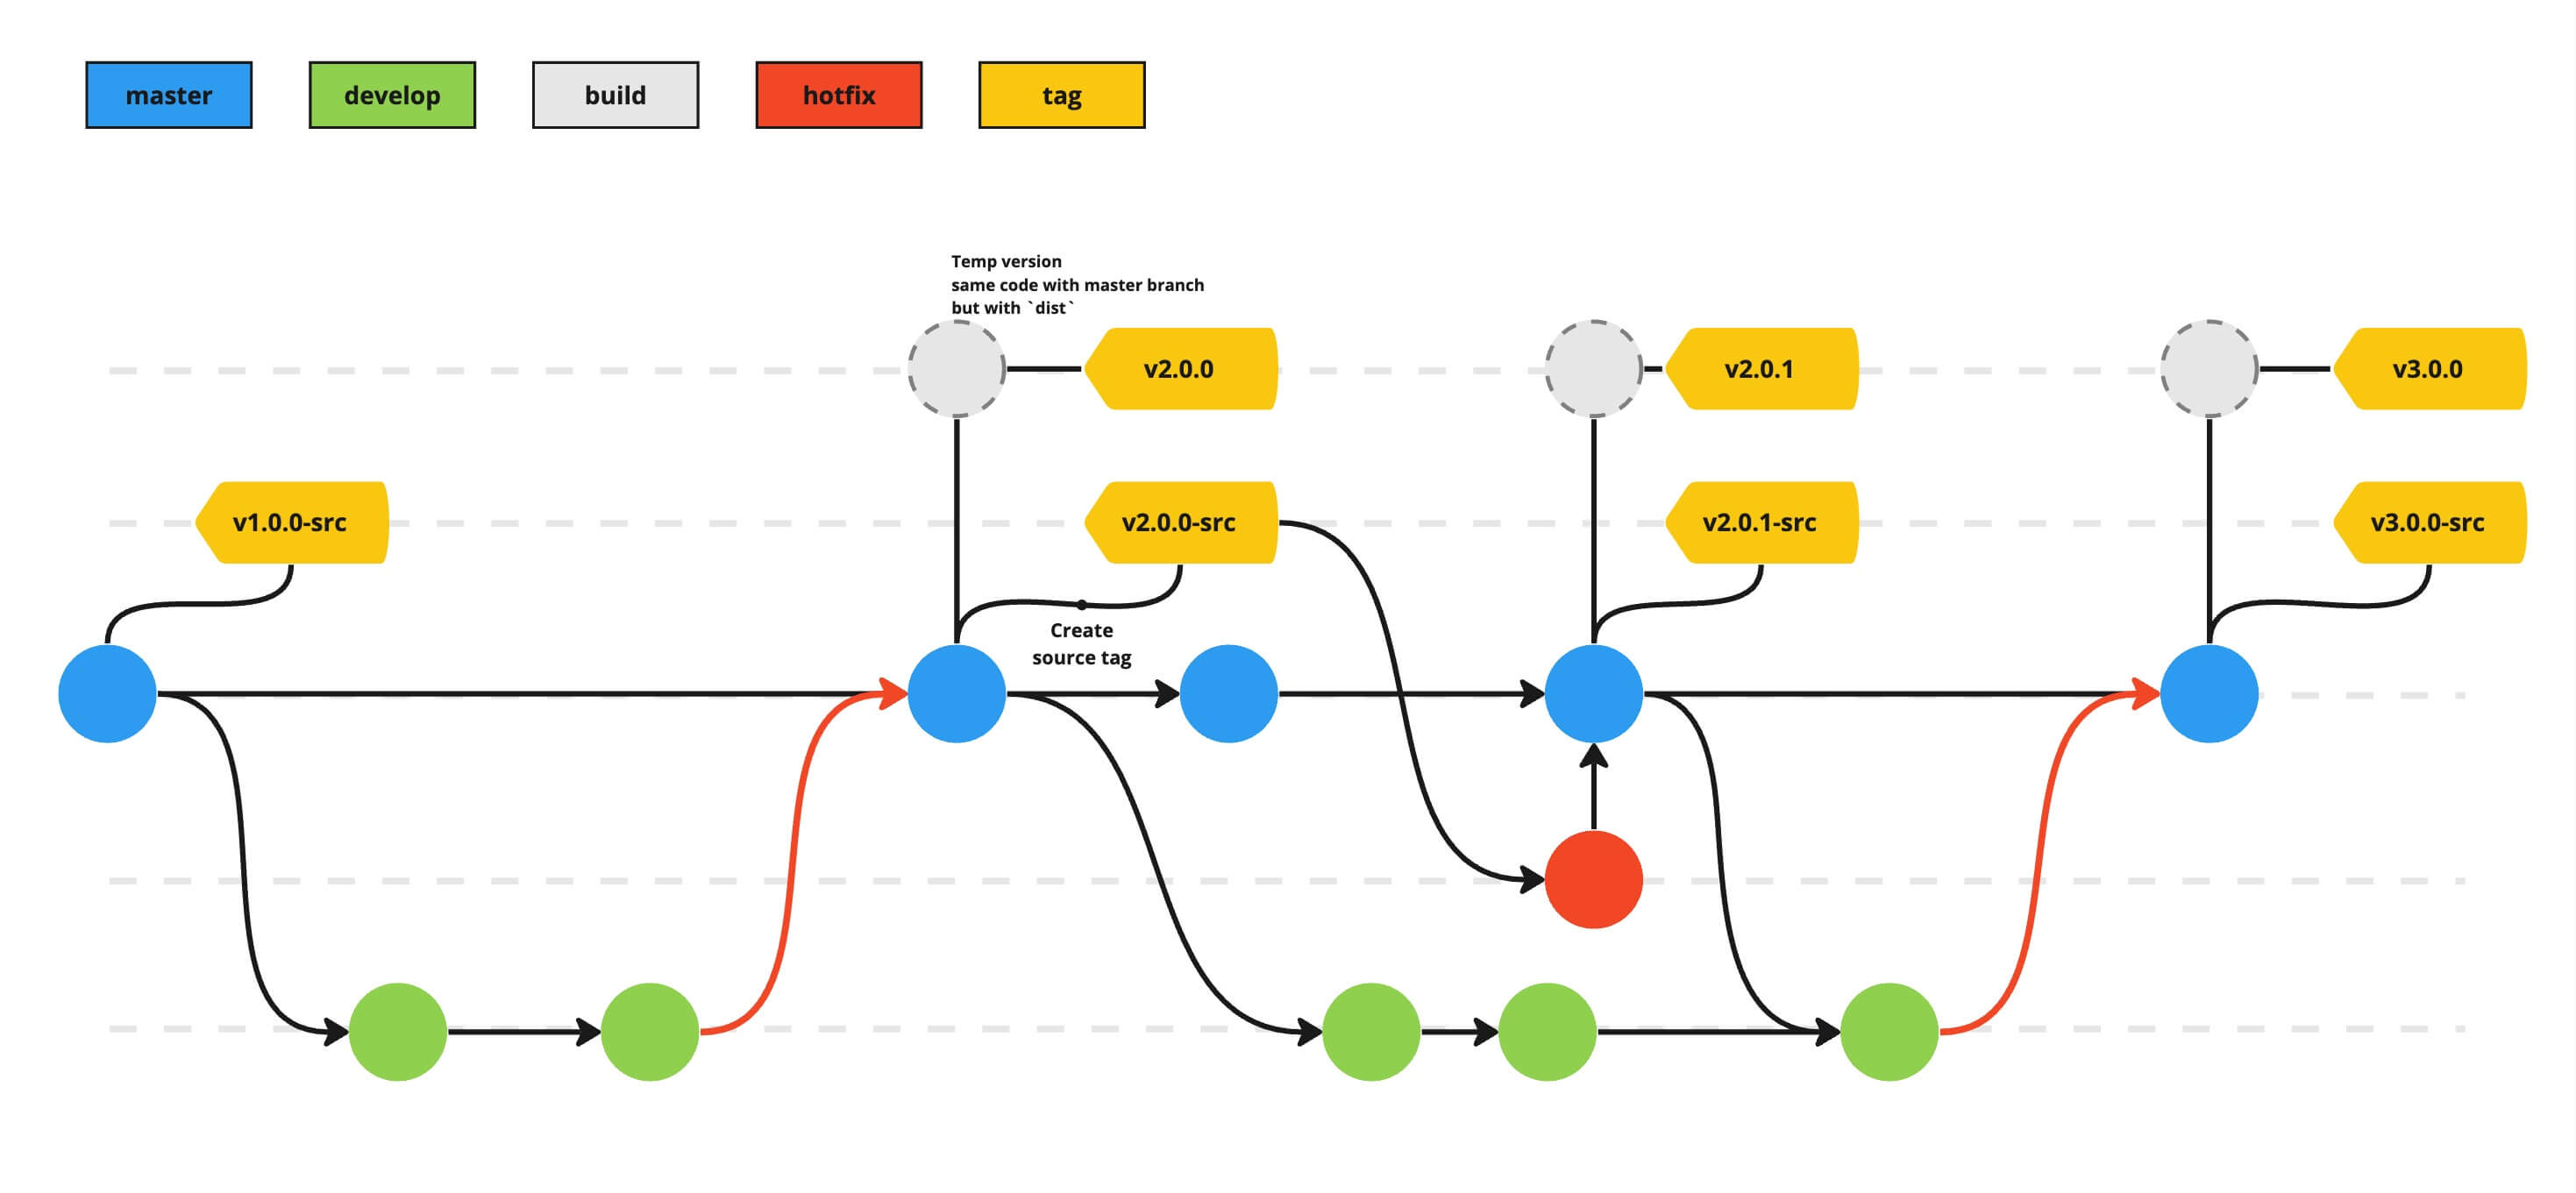 master
develop
build
hotfix
tag
Temp version
same code with master branch
but with `dist`
v2.0.0
v2.0.1
v3.0.0
v1.0.0-src
v2.0.0-src
v2.0.1-src
v3.0.0-src
Create
source tag